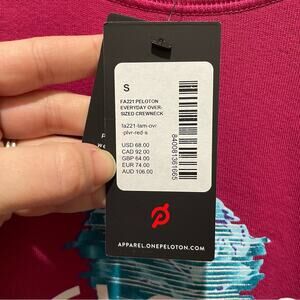 S
FA221 PELOTON
EVERYDAY OVER-
SIZED CREWNECK
fa221-lam-ovr
-plvr-red-s
USD 68.00
CAD 92.00
GBP 64.00
EUR 74.00
AUD 106.00
840081361665
APPAREL.ONEPELOTON.COM